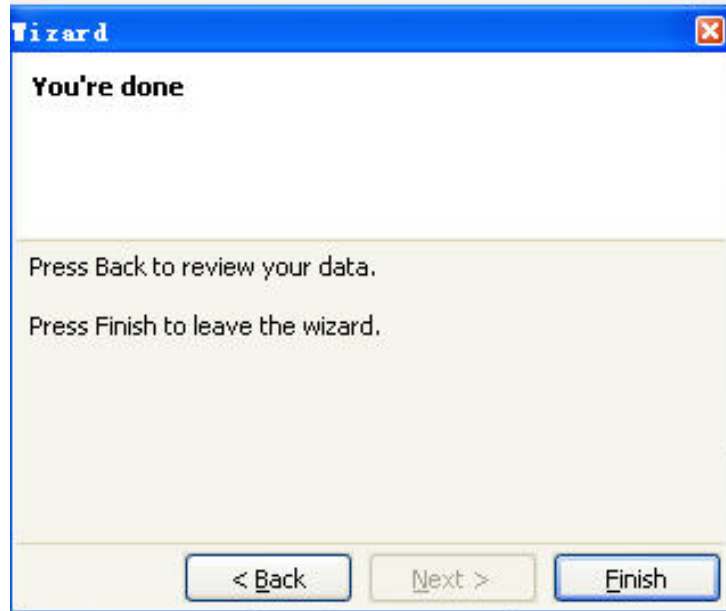 Wizard
You're done
Press Back to review your data.
Press Finish to leave the wizard.
< Back
Next >
Finish